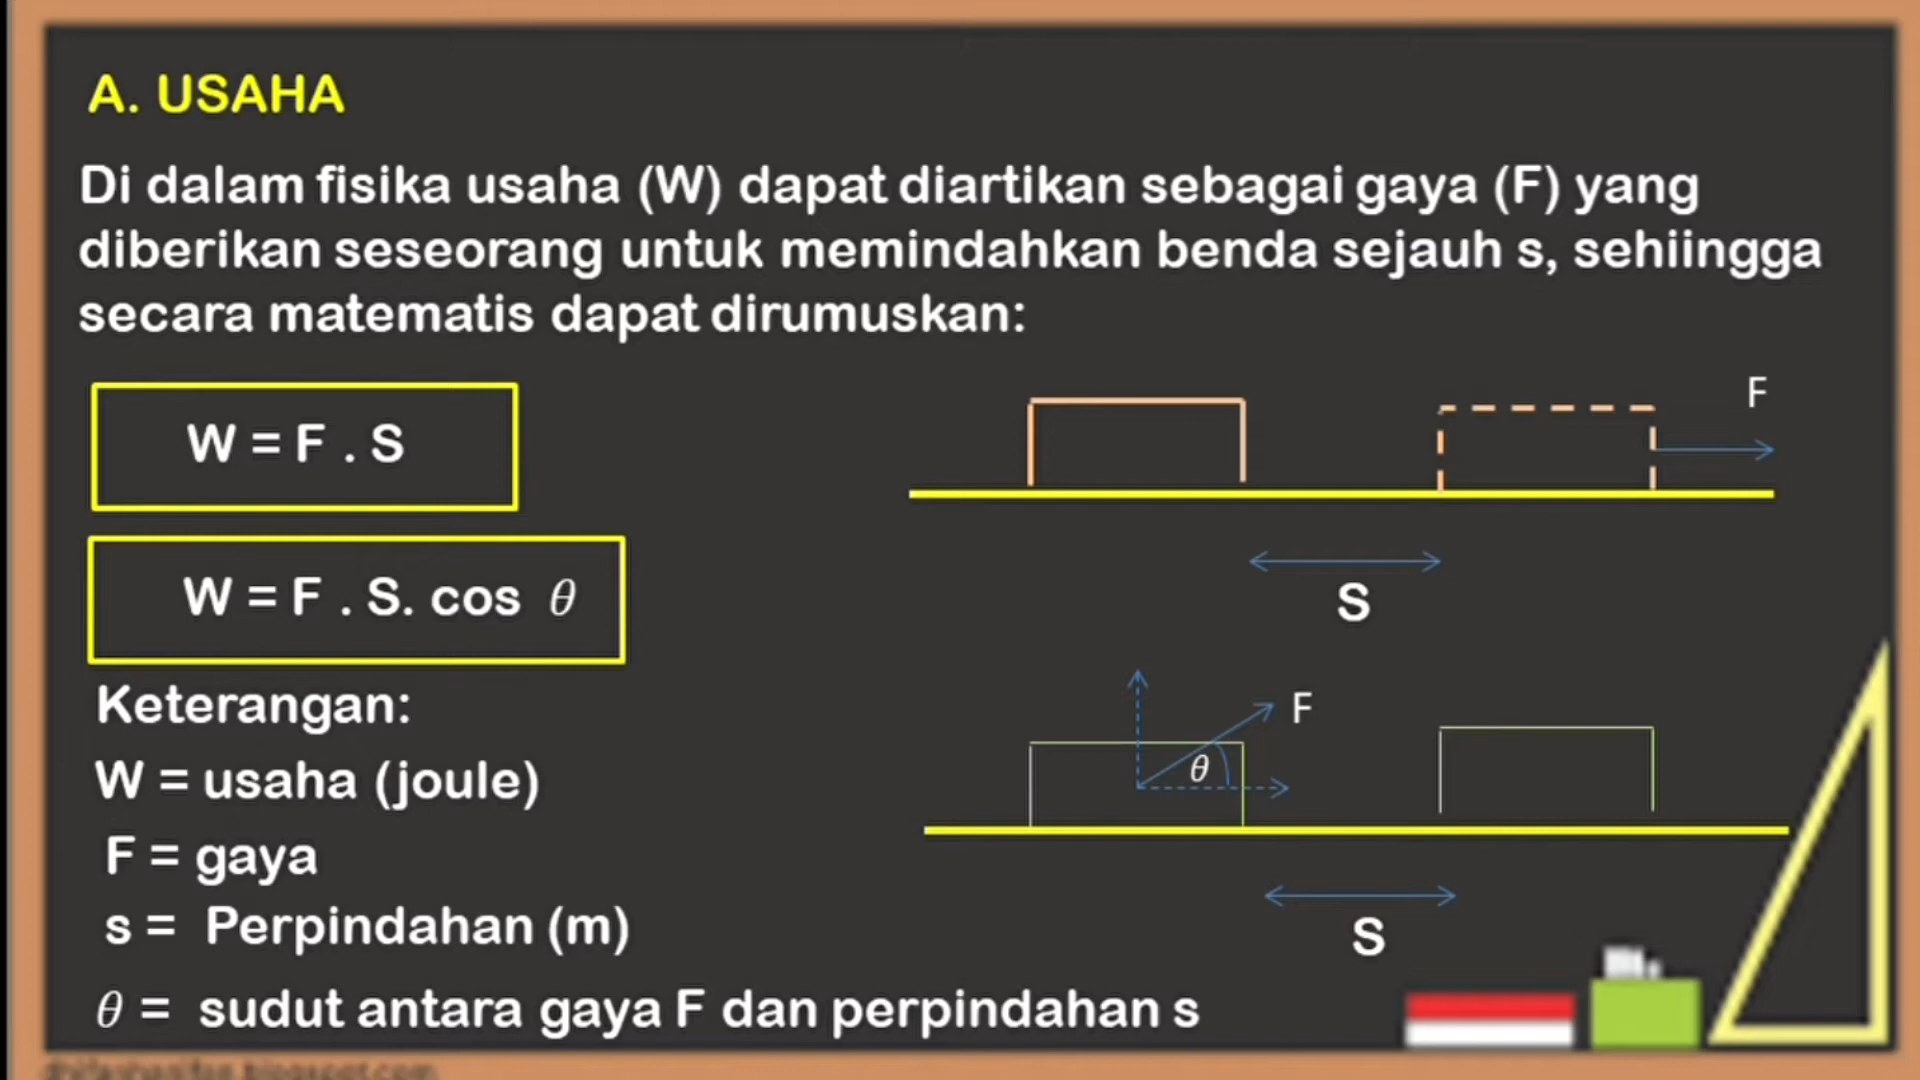 A. USAHA
Di dalam fisika usaha (W) dapat diartikan sebagai gaya (F) yang
diberikan seseorang untuk memindahkan benda sejauh s, sehiingga
secara matematis dapat dirumuskan:
W = F . S
F
S
W = F . S. cos θ
Keterangan:
F
θ
W = usaha (joule)
F = gaya
s = Perpindahan (m)
S
θ = sudut antara gaya F dan perpindahan s